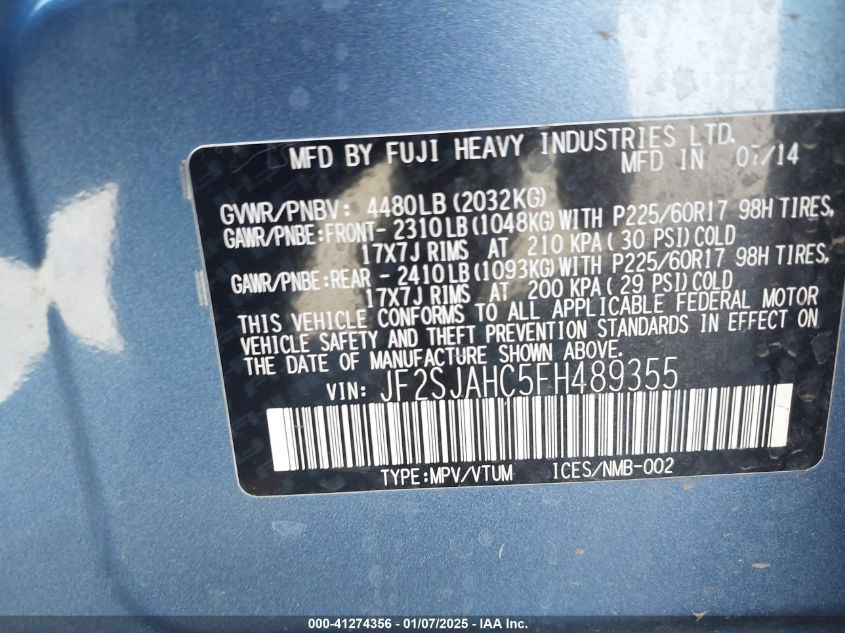 MFD BY FUJI HEAVY INDUSTRIES LTD.
MFD IN 07/14
GVWR/PNBV: 4480LB (2032KG)
GAWR/PNBE:FRONT- 2310LB (1048KG) WITH P225/60R17 98H TIRES,
17X7J RIMS AT 210 KPA ( 30 PSI) COLD
GAWR/PNBE:REAR - 2410LB (1093KG) WITH P225/60R17 98H TIRES,
17X7J RIMS AT 200 KPA ( 29 PSI) COLD
THIS VEHICLE CONFORMS TO ALL APPLICABLE FEDERAL MOTOR
VEHICLE SAFETY AND THEFT PREVENTION STANDARDS IN EFFECT ON
THE DATE OF MANUFACTURE SHOWN ABOVE.
VIN: JF2SJAHC5FH489355
TYPE:MPV/VTUM ICES/NMB-002
000-41274356 — 01/07/2025 — IAA Inc.